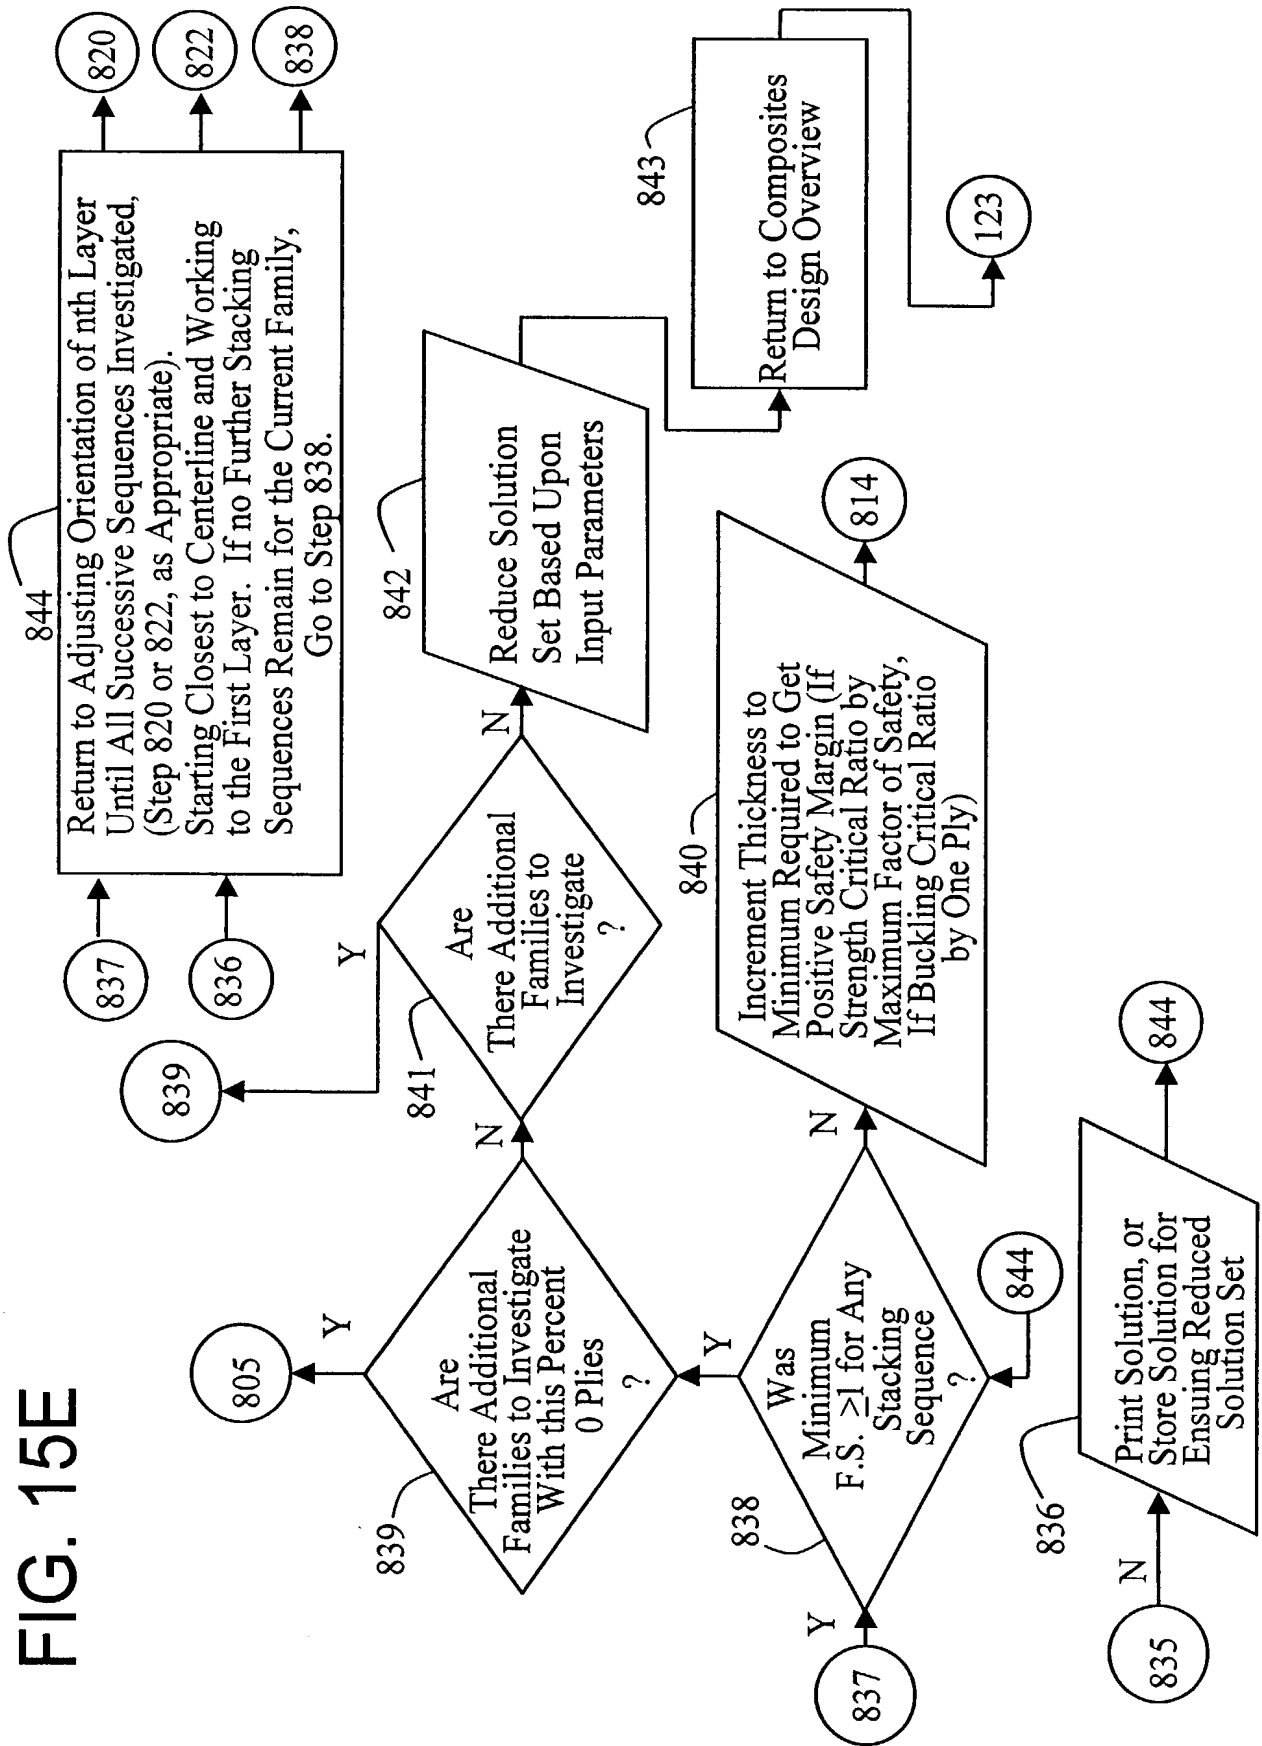 FIG. 15E
844
Return to Adjusting Orientation of nth Layer
Until All Successive Sequences Investigated,
(Step 820 or 822, as Appropriate).
Starting Closest to Centerline and Working
to the First Layer. If no Further Stacking
Sequences Remain for the Current Family,
Go to Step 838.
837
836
820
822
838
839
Y
805
Y
839
Are
There Additional
Families to Investigate
With this Percent
0 Plies
?
N
841
Are
There Additional
Families to
Investigate
?
N
842
Reduce Solution
Set Based Upon
Input Parameters
843
Return to Composites
Design Overview
123
837
Y
838
Was
Minimum
F.S. ≥1 for Any
Stacking
Sequence
?
Y
844
N
840
Increment Thickness to
Minimum Required to Get
Positive Safety Margin (If
Strength Critical Ratio by
Maximum Factor of Safety,
If Buckling Critical Ratio
by One Ply)
814
835
N
836
Print Solution, or
Store Solution for
Ensuing Reduced
Solution Set
844